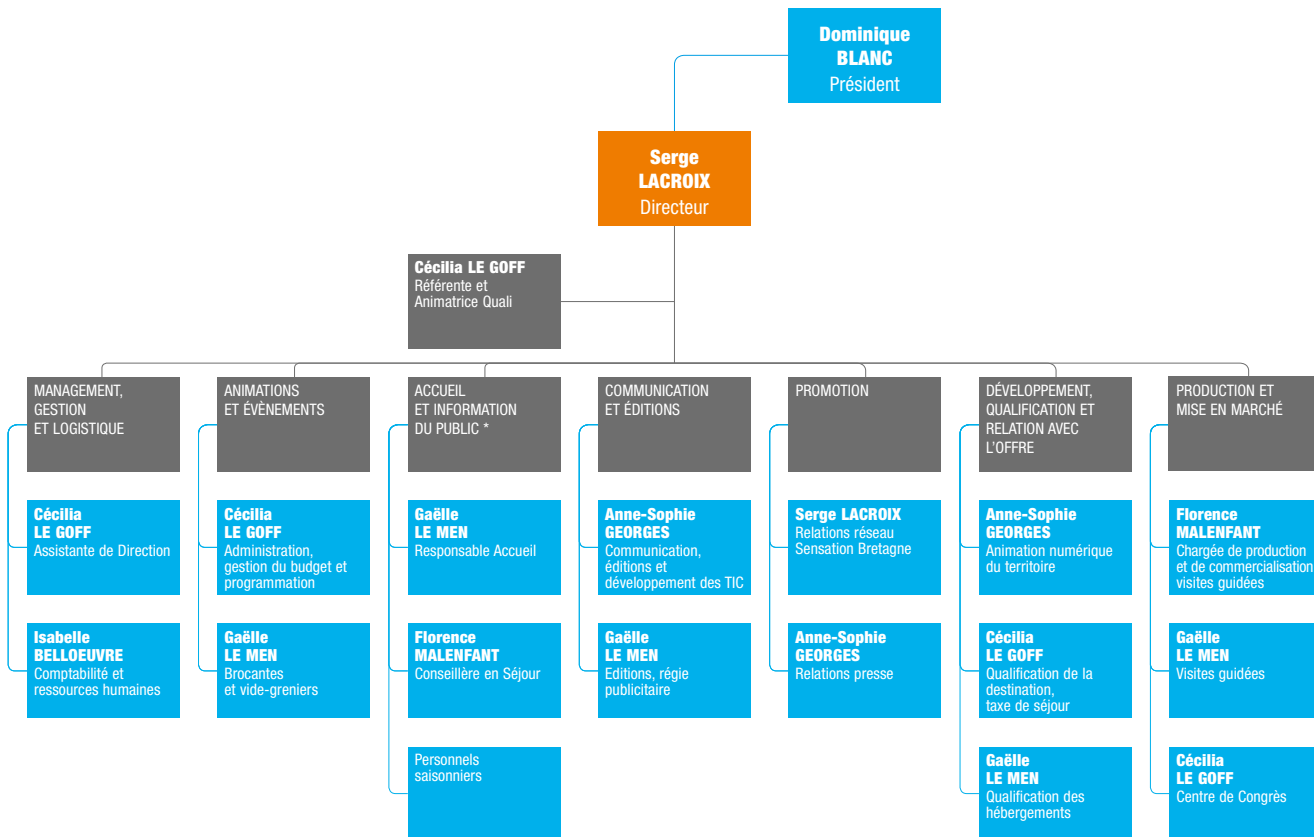 Dominique
BLANC
Président
Serge
LACROIX
Directeur
Cécilia LE GOFF
Référente et
Animatrice Quali
MANAGEMENT,
GESTION
ET LOGISTIQUE
Cécilia
LE GOFF
Assistante de Direction
Isabelle
BELLOEUVRE
Comptabilité et
ressources humaines
ANIMATIONS
ET ÉVÈNEMENTS
Cécilia
LE GOFF
Administration,
gestion du budget et
programmation
Gaëlle
LE MEN
Brocantes
et vide-greniers
ACCUEIL
ET INFORMATION
DU PUBLIC *
Gaëlle
LE MEN
Responsable Accueil
Florence
MALENFANT
Conseillère en Séjour
Personnels
saisonniers
COMMUNICATION
ET ÉDITIONS
Anne-Sophie
GEORGES
Communication,
éditions et
développement des TIC
Gaëlle
LE MEN
Editions, régie
publicitaire
PROMOTION
Serge LACROIX
Relations réseau
Sensation Bretagne
Anne-Sophie
GEORGES
Relations presse
DÉVELOPPEMENT,
QUALIFICATION ET
RELATION AVEC
L'OFFRE
Anne-Sophie
GEORGES
Animation numérique
du territoire
Cécilia
LE GOFF
Qualification de la
destination,
taxe de séjour
Gaëlle
LE MEN
Qualification des
hébergements
PRODUCTION ET
MISE EN MARCHÉ
Florence
MALENFANT
Chargée de production
et de commercialisation
visites guidées
Gaëlle
LE MEN
Visites guidées
Cécilia
LE GOFF
Centre de Congrès